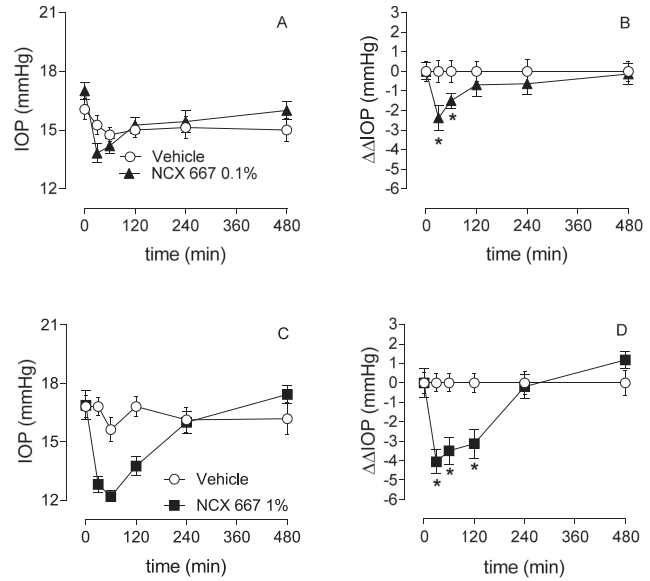 A
21
18
15
12
IOP (mmHg)
Vehicle
NCX 667 0.1%
0 120 240 360 480
time (min)
B
3
2
1
0
-1
-2
-3
-4
-5
-6
ΔΔIOP (mmHg)
* *
0 120 240 360 480
time (min)
C
21
18
15
12
IOP (mmHg)
Vehicle
NCX 667 1%
0 120 240 360 480
time (min)
D
3
2
1
0
-1
-2
-3
-4
-5
-6
ΔΔIOP (mmHg)
* * *
0 120 240 360 480
time (min)